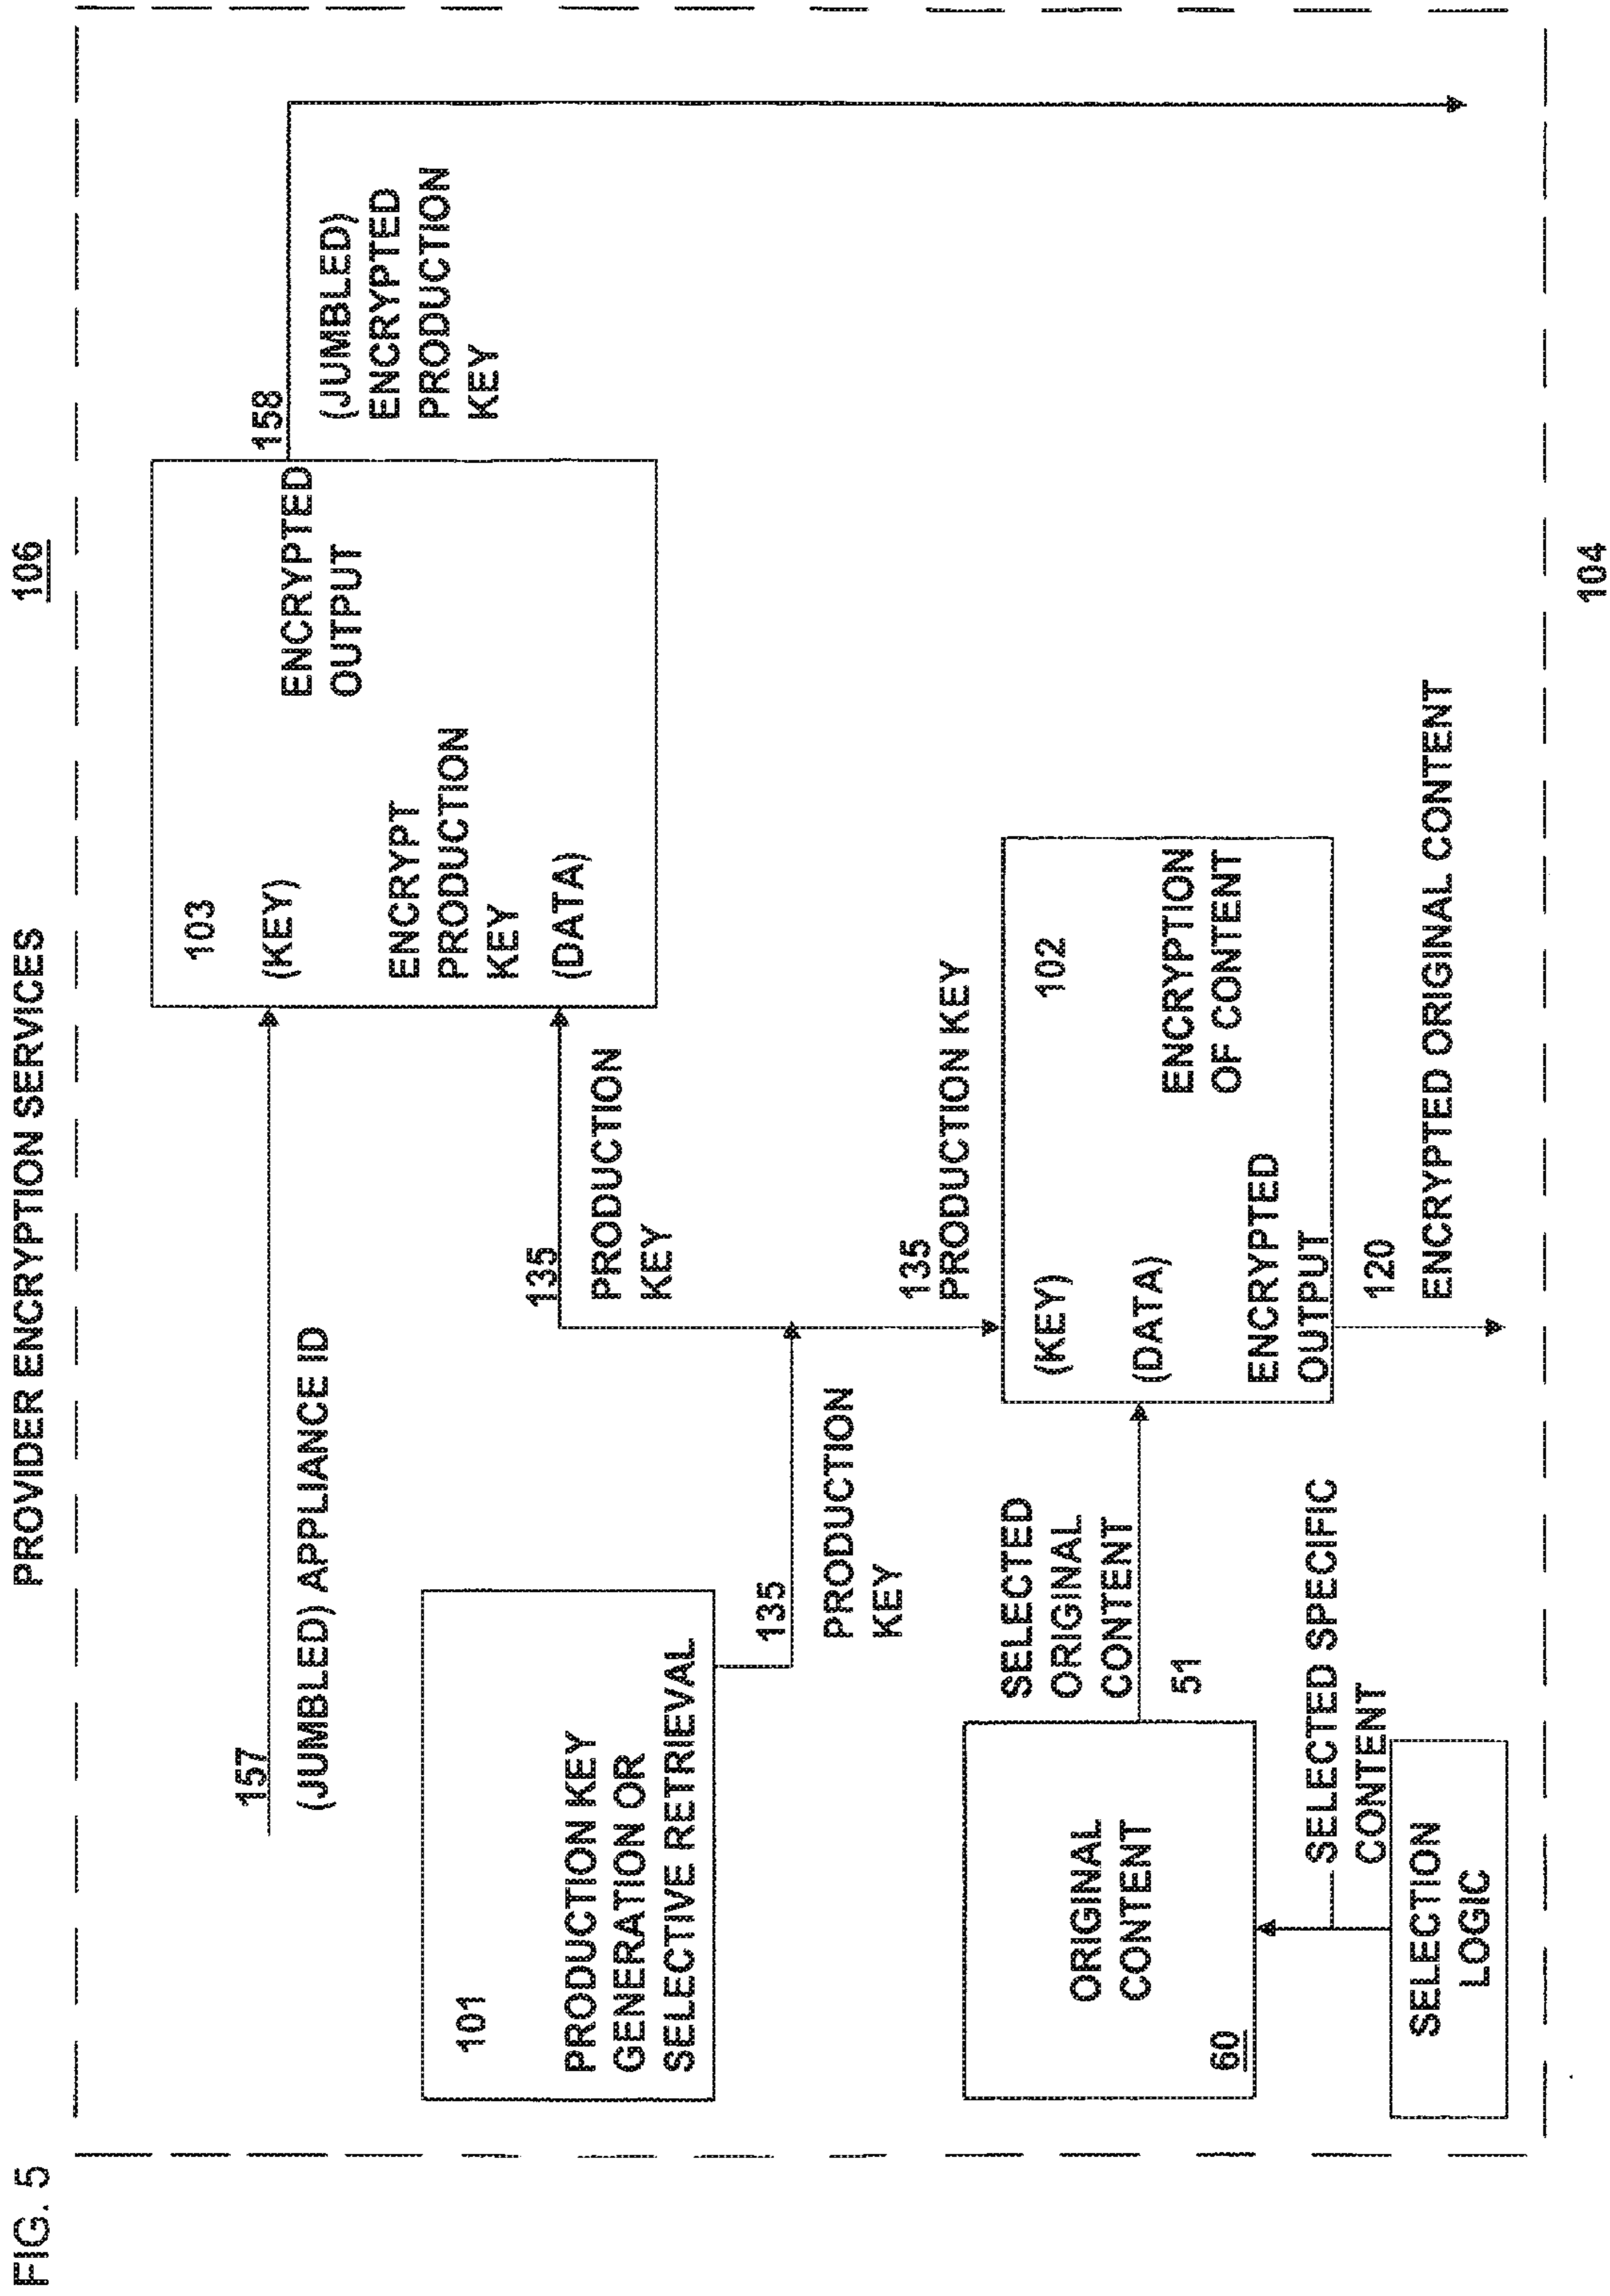 FIG. 5
PROVIDER ENCRYPTION SERVICES
106
157
(JUMBLED) APPLIANCE ID
103
(KEY)
ENCRYPTED
OUTPUT
ENCRYPT
PRODUCTION
KEY
(DATA)
158
(JUMBLED)
ENCRYPTED
PRODUCTION
KEY
101
PRODUCTION KEY
GENERATION OR
SELECTIVE RETRIEVAL
135
PRODUCTION
KEY
135
PRODUCTION
KEY
135
PRODUCTION KEY
ORIGINAL
CONTENT
60
SELECTED
ORIGINAL
CONTENT
51
102
(KEY)
(DATA)
ENCRYPTION
OF CONTENT
ENCRYPTED
OUTPUT
SELECTED SPECIFIC
CONTENT
SELECTION
LOGIC
120
ENCRYPTED ORIGINAL CONTENT
104